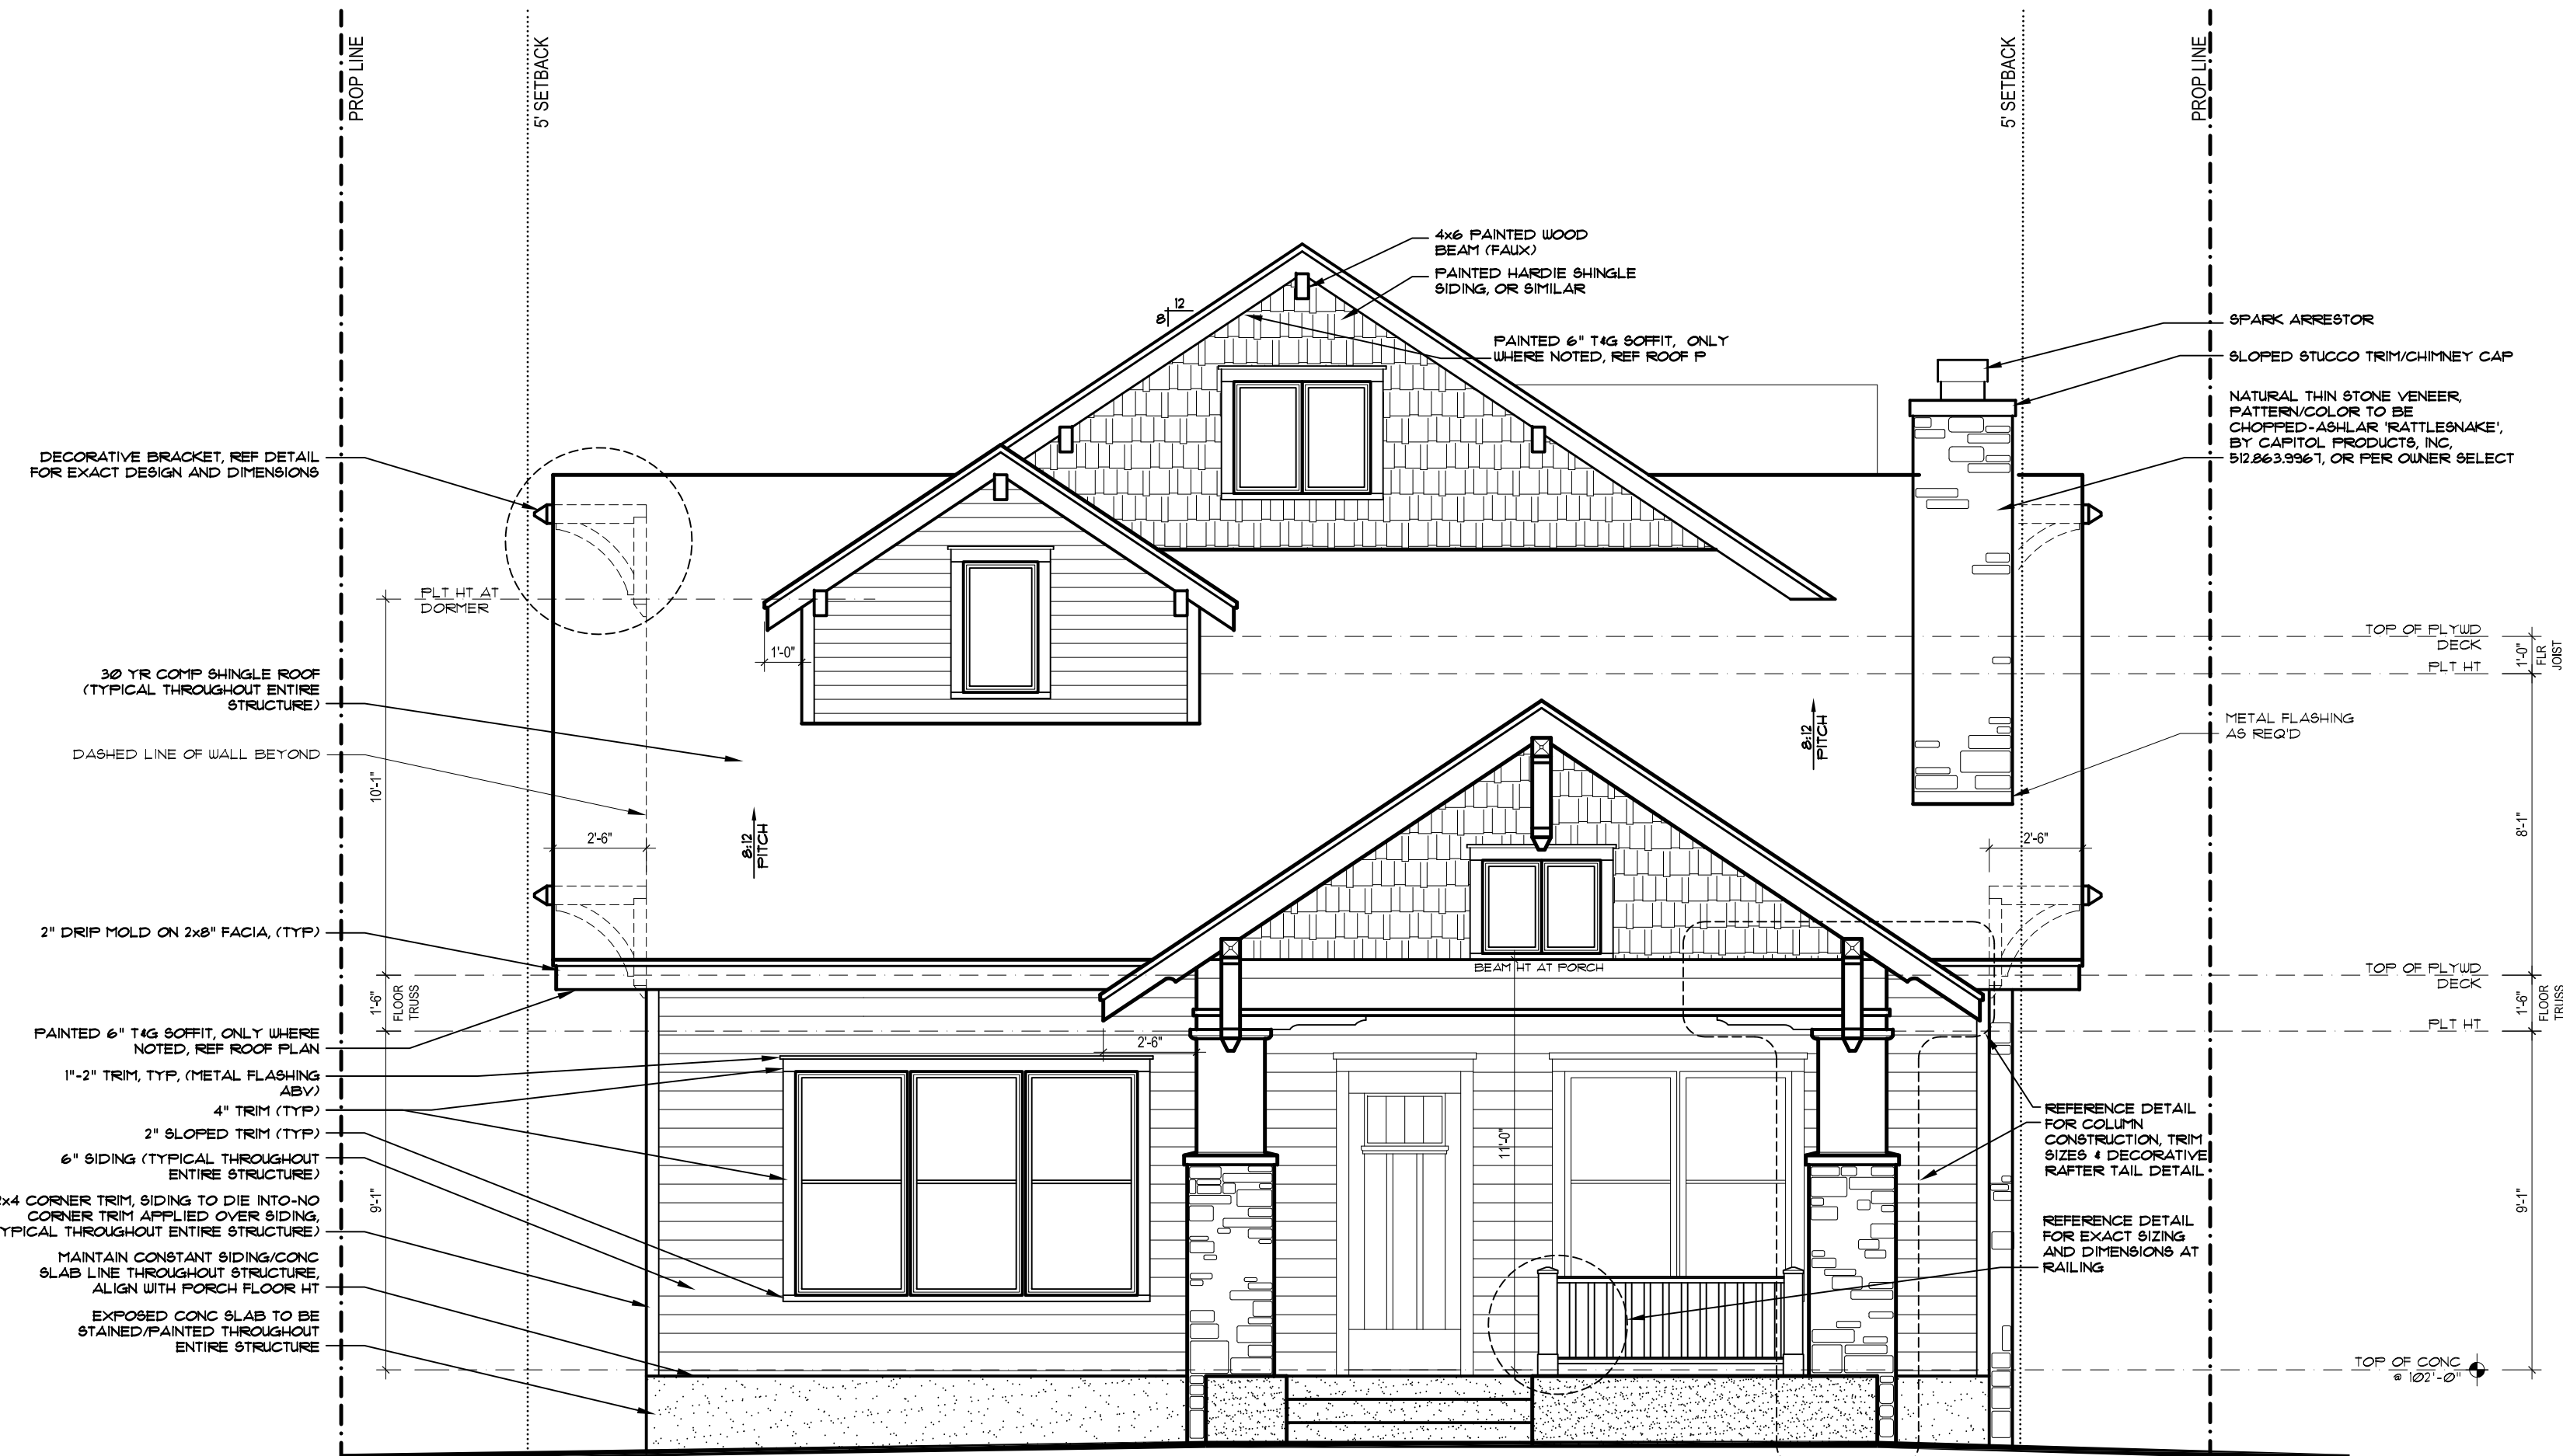 PROP LINE
5' SETBACK
5' SETBACK
PROP LINE
4x6 PAINTED WOOD
BEAM (FAUX)
PAINTED HARDIE SHINGLE
SIDING, OR SIMILAR
12
8
PAINTED 6" T&G SOFFIT, ONLY
WHERE NOTED, REF ROOF P
SPARK ARRESTOR
SLOPED STUCCO TRIM/CHIMNEY CAP
NATURAL THIN STONE VENEER,
PATTERN/COLOR TO BE
CHOPPED-ASHLAR 'RATTLESNAKE',
BY CAPITOL PRODUCTS, INC,
512.863.9967, OR PER OWNER SELECT
DECORATIVE BRACKET, REF DETAIL
FOR EXACT DESIGN AND DIMENSIONS
PLT HT AT
DORMER
1'-0"
TOP OF PLYWD
DECK
PLT HT
1'-0"
FLR
JOIST
30 YR COMP SHINGLE ROOF
(TYPICAL THROUGHOUT ENTIRE
STRUCTURE)
DASHED LINE OF WALL BEYOND
10'-1"
2'-6"
8:12
PITCH
8:12
PITCH
METAL FLASHING
AS REQ'D
8'-1"
2'-6"
2" DRIP MOLD ON 2x8" FACIA, (TYP)
BEAM HT AT PORCH
TOP OF PLYWD
DECK
1'-6"
FLOOR
TRUSS
1'-6"
FLOOR
TRUSS
PLT HT
PAINTED 6" T&G SOFFIT, ONLY WHERE
NOTED, REF ROOF PLAN
2'-6"
1"-2" TRIM, TYP, (METAL FLASHING
ABV)
4" TRIM (TYP)
2" SLOPED TRIM (TYP)
6" SIDING (TYPICAL THROUGHOUT
ENTIRE STRUCTURE)
2x4 CORNER TRIM, SIDING TO DIE INTO-NO
CORNER TRIM APPLIED OVER SIDING,
TYPICAL THROUGHOUT ENTIRE STRUCTURE)
MAINTAIN CONSTANT SIDING/CONC
SLAB LINE THROUGHOUT STRUCTURE,
ALIGN WITH PORCH FLOOR HT
EXPOSED CONC SLAB TO BE
STAINED/PAINTED THROUGHOUT
ENTIRE STRUCTURE
9'-1"
11'-0"
REFERENCE DETAIL
FOR COLUMN
CONSTRUCTION, TRIM
SIZES & DECORATIVE
RAFTER TAIL DETAIL
REFERENCE DETAIL
FOR EXACT SIZING
AND DIMENSIONS AT
RAILING
9'-1"
TOP OF CONC
@ 102'-0"